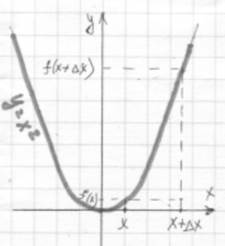 y
f(x+Δx)
y=x²
f(x)
x
x
x+Δx